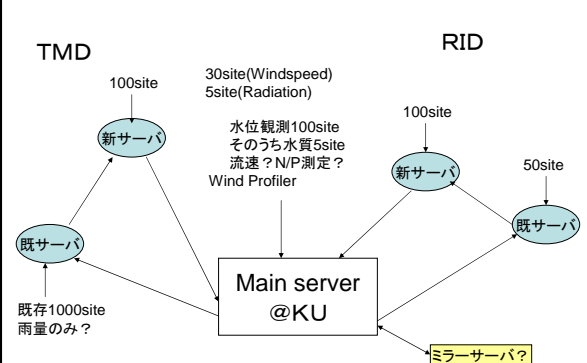 TMD
RID
100site
30site(Windspeed)
5site(Radiation)
水位観測100site
そのうち水質5site
流速？N/P測定？
Wind Profiler
100site
50site
新サーバ
新サーバ
既サーバ
既サーバ
既存1000site
雨量のみ？
Main server
＠KU
ミラーサーバ？